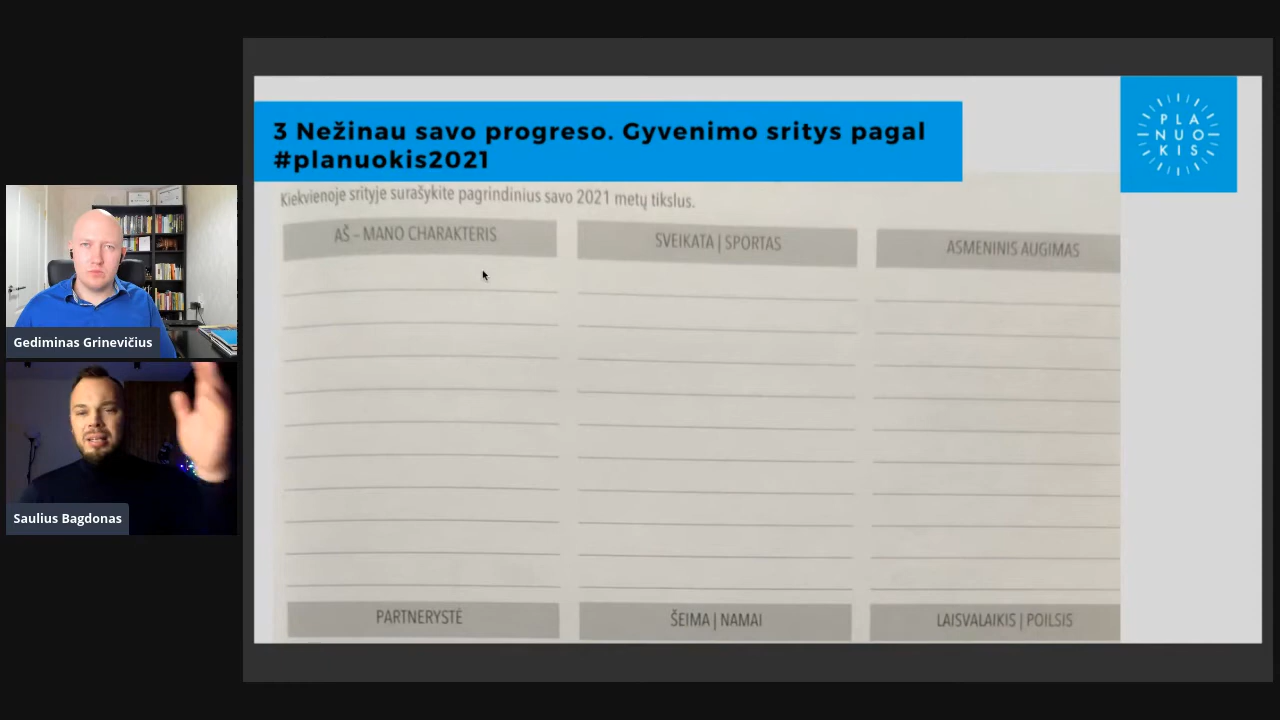 3 Nežinau savo progreso. Gyvenimo sritys pagal
#planuokis2021
PLA
NUO
KIS
Kiekvienoje srityje surašykite pagrindinius savo 2021 metų tikslus.
AŠ – MANO CHARAKTERIS
SVEIKATA | SPORTAS
ASMENINIS AUGIMAS
PARTNERYSTĖ
ŠEIMA | NAMAI
LAISVALAIKIS | POILSIS
Gediminas Grinevičius
Saulius Bagdonas